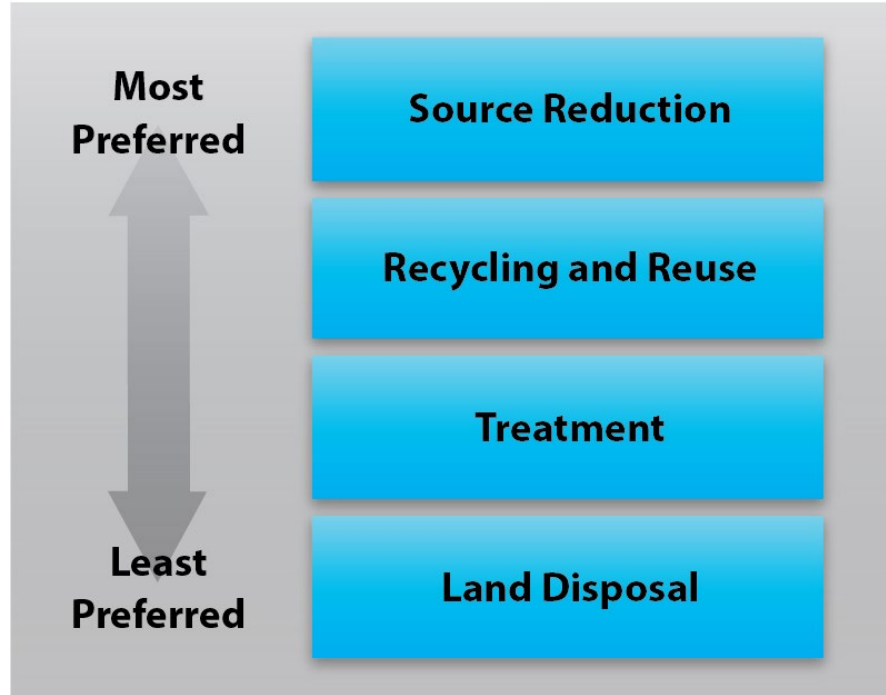 Most
Preferred
Source Reduction
Recycling and Reuse
Treatment
Least
Preferred
Land Disposal